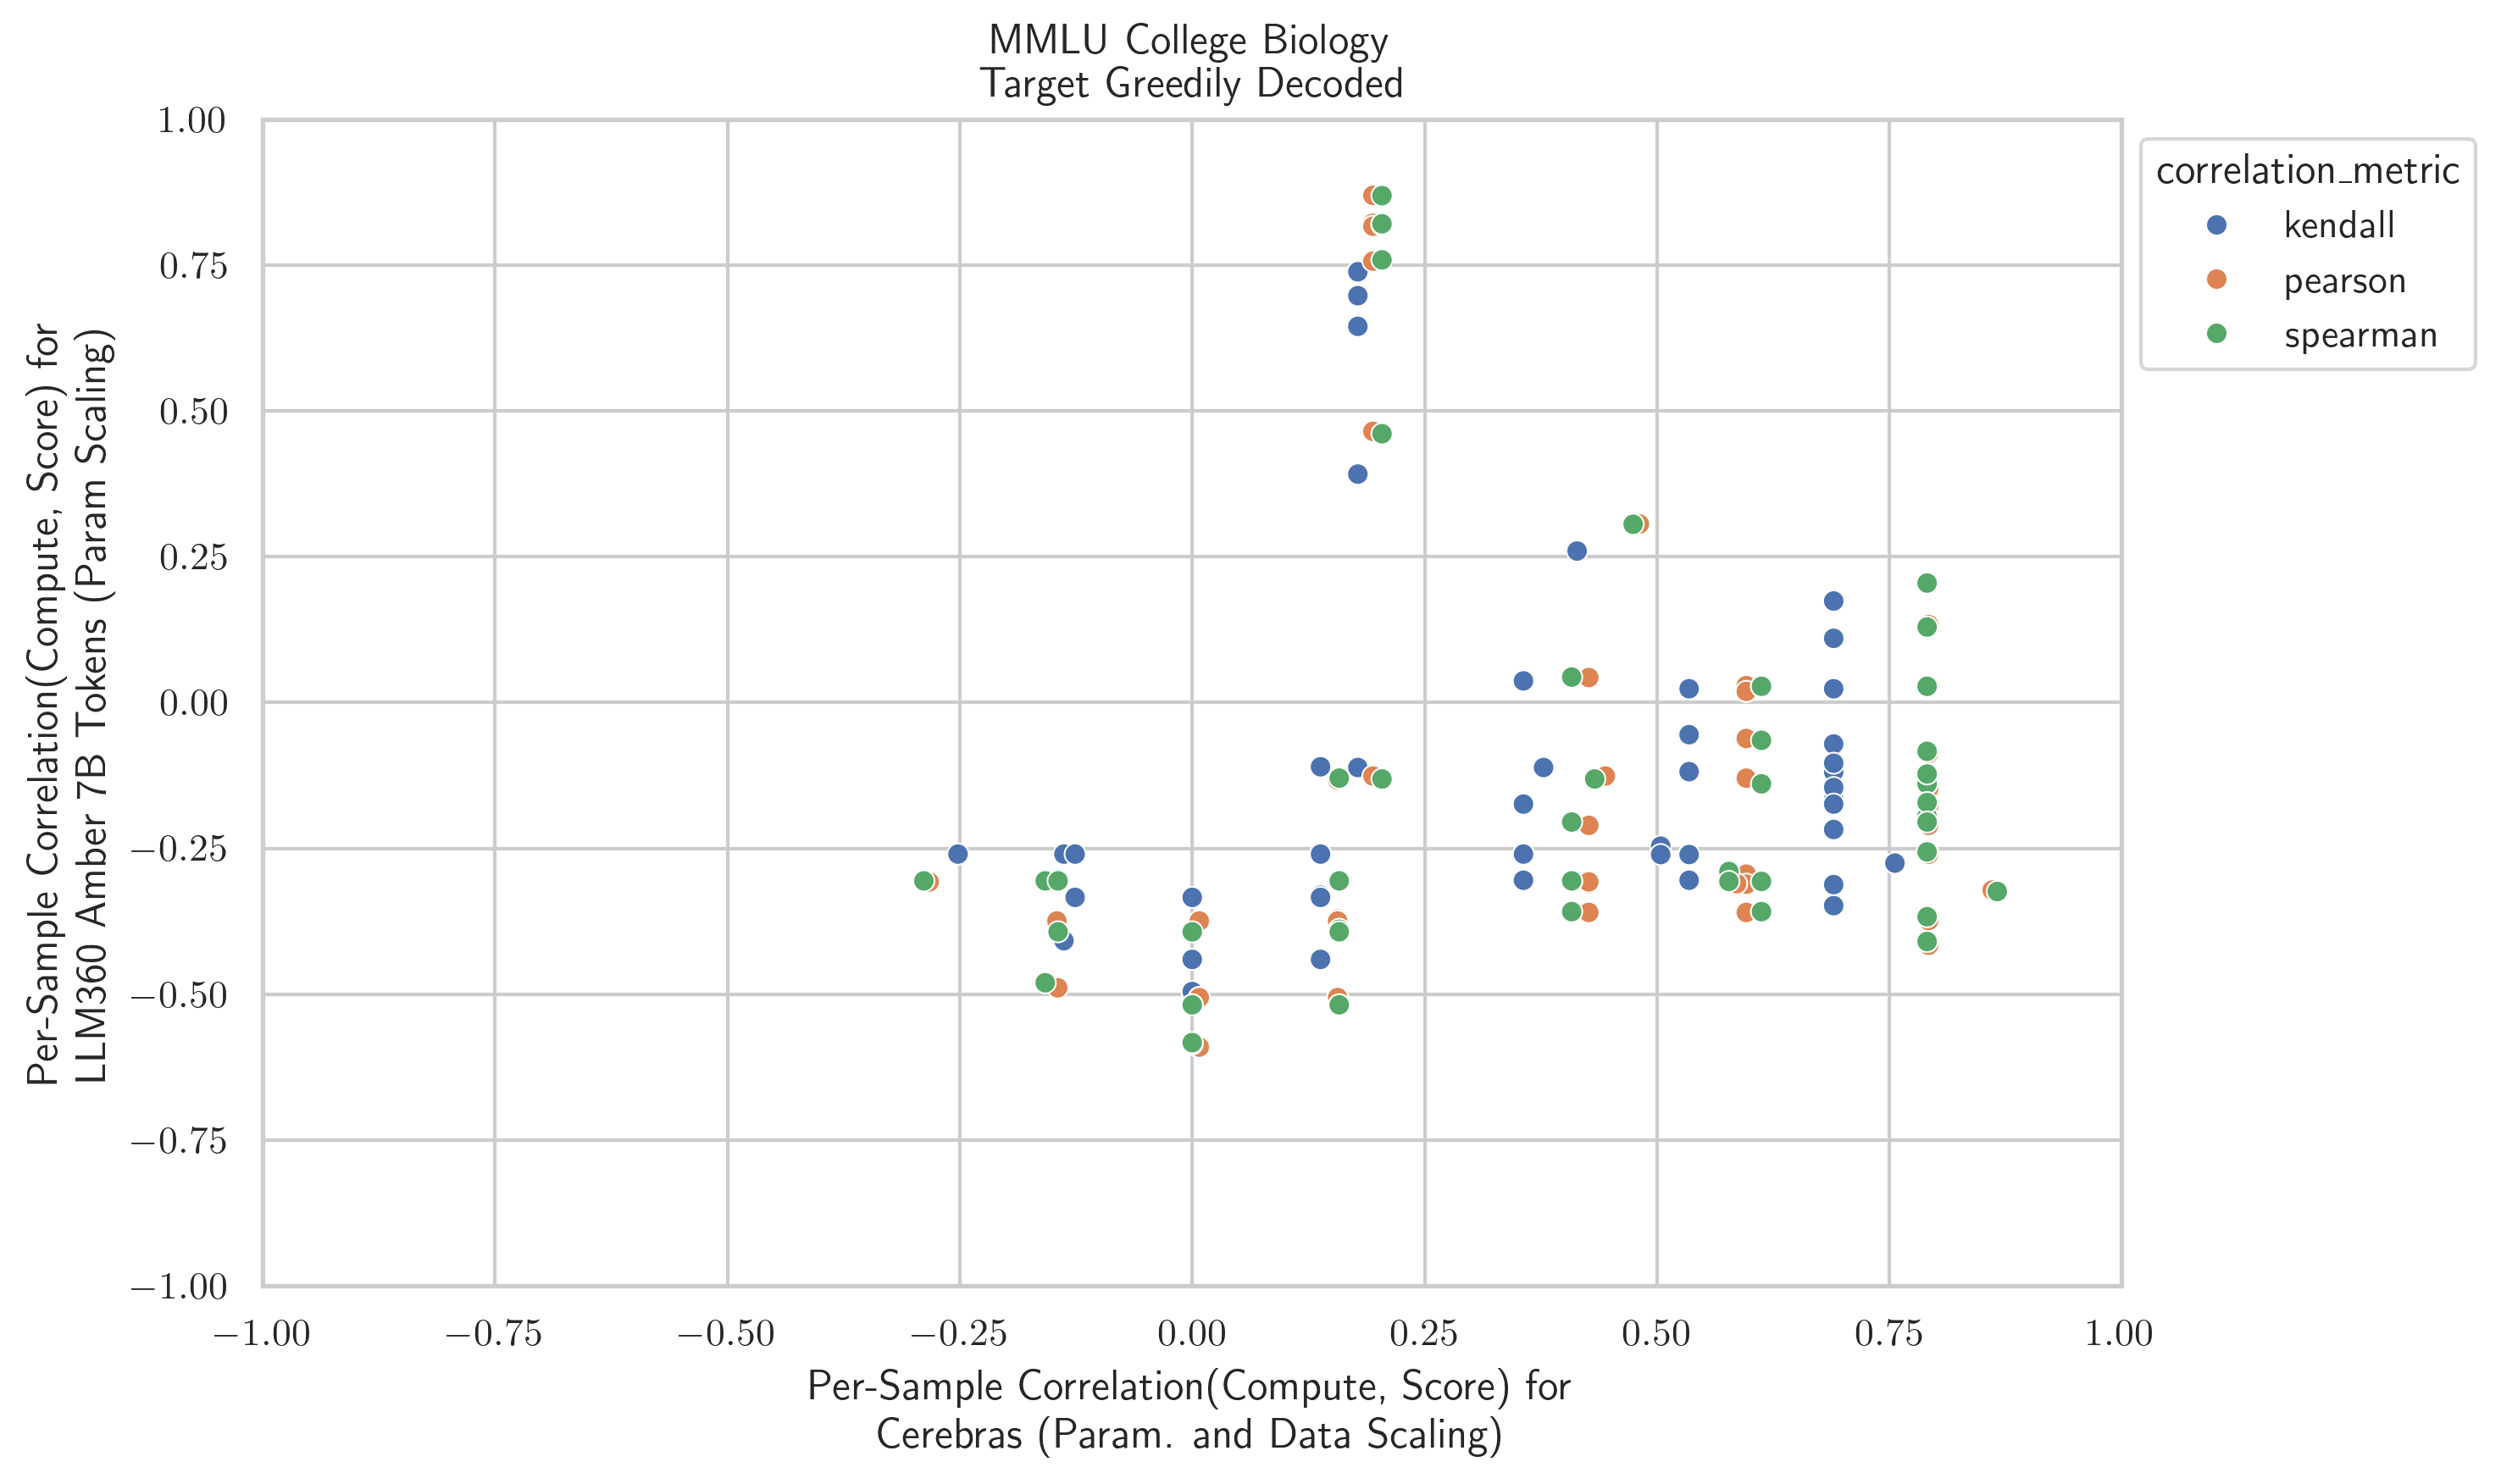 MMLU College Biology
Target Greedily Decoded
1.00
0.75
0.50
0.25
0.00
−0.25
−0.50
−0.75
−1.00
Per-Sample Correlation(Compute, Score) for
LLM360 Amber 7B Tokens (Param Scaling)
correlation_metric
kendall
pearson
spearman
−1.00 −0.75 −0.50 −0.25 0.00 0.25 0.50 0.75 1.00
Per-Sample Correlation(Compute, Score) for
Cerebras (Param. and Data Scaling)